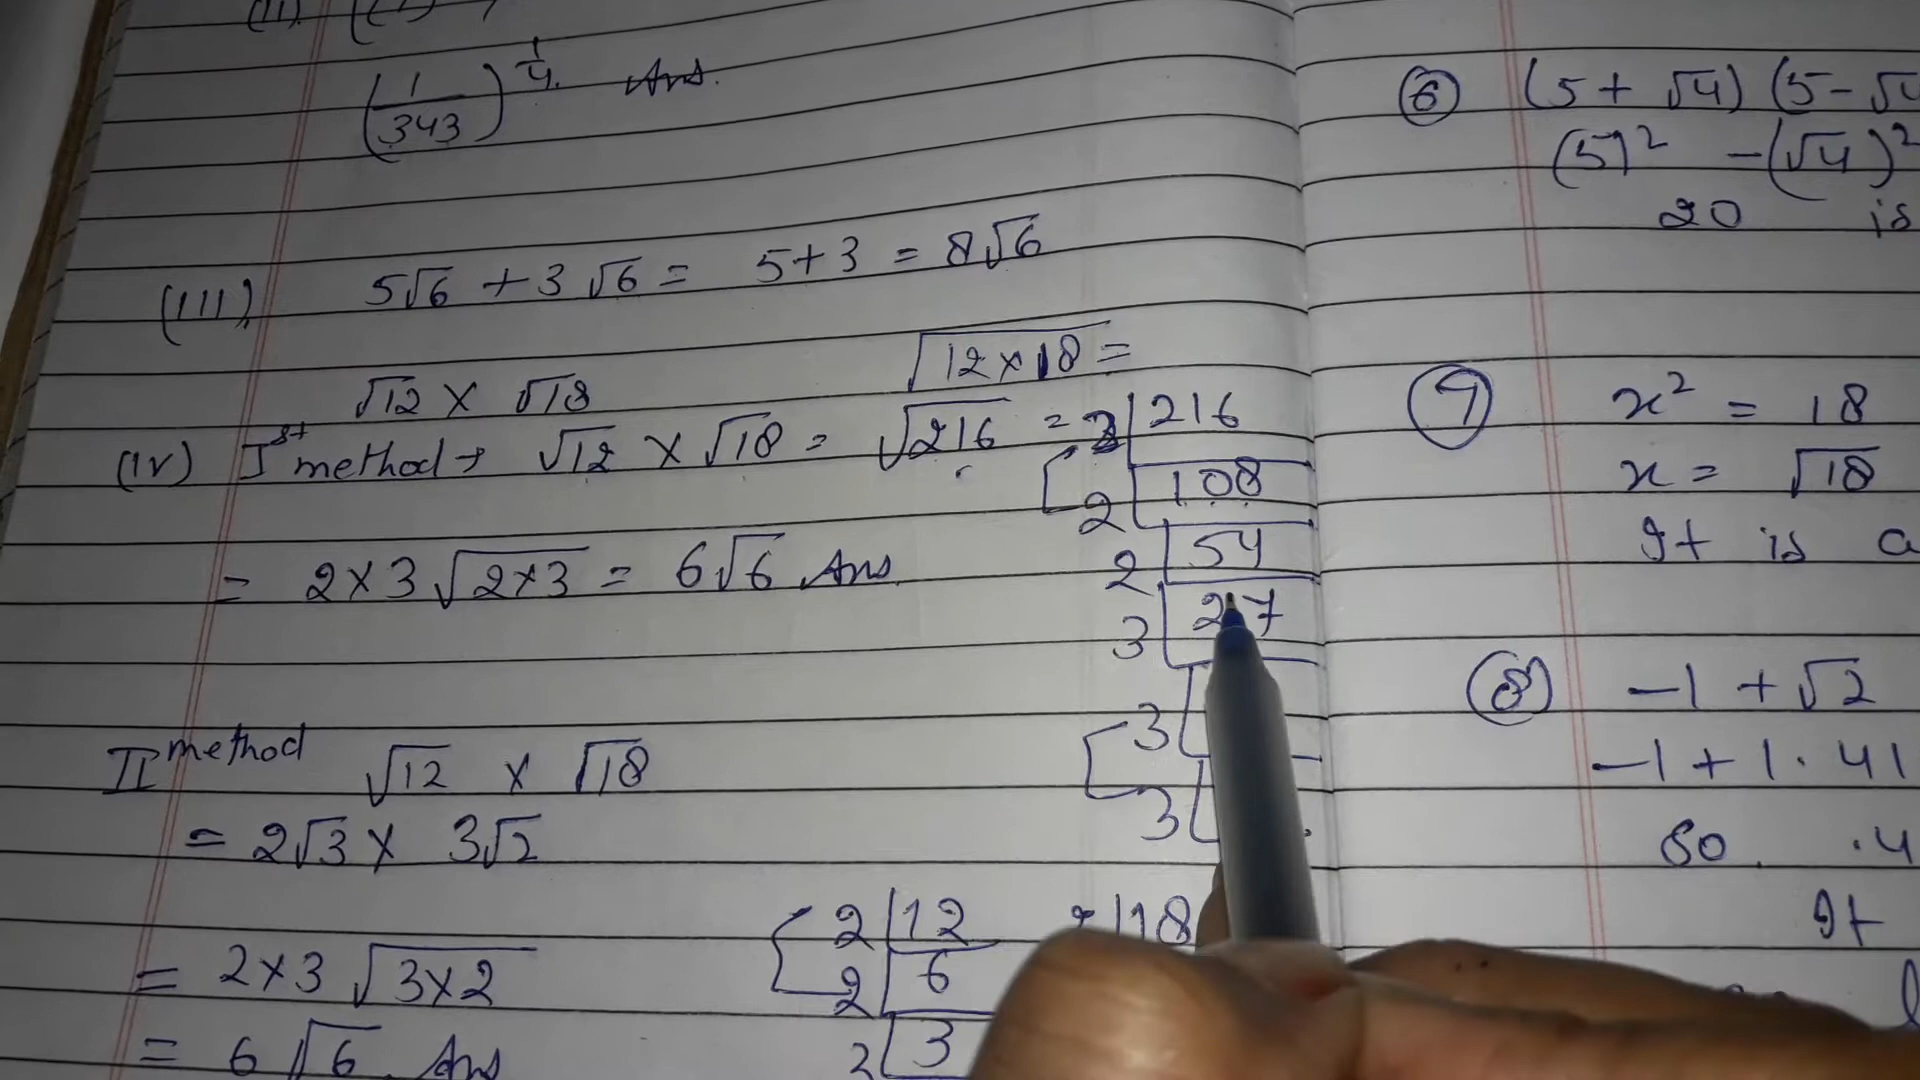 (1/343)^1/4. Ans.
(III) 5√6 + 3√6 = 5+3 = 8√6
√12 × √18 √12×18 =
(IV) Ist method → √12 × √18 = √216 = 2|216
2|108
2|54
= 2×3√2×3 = 6√6 Ans
3|27
3
3
II method √12 × √18
= 2√3 × 3√2
2|12 2|18
= 2×3 √3×2 2|6
= 6√6 Ans 3
⑥ (5+√4) (5-√4
(5)² -(√4)²
20 is
⑦ x² = 18
x = √18
It is a
⑧ -1 + √2
-1 + 1.41
So .4
It